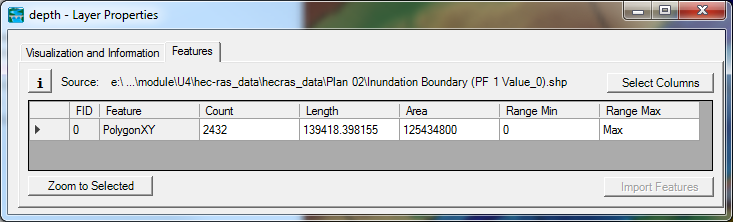 depth - Layer Properties
Visualization and Information Features
i Source: e:\ ...\module\U4\hec-ras_data\hecras_data\Plan 02\Inundation Boundary (PF 1 Value_0).shp Select Columns
FID Feature Count Length Area Range Min Range Max
0 PolygonXY 2432 139418.398155 125434800 0 Max
Zoom to Selected Import Features